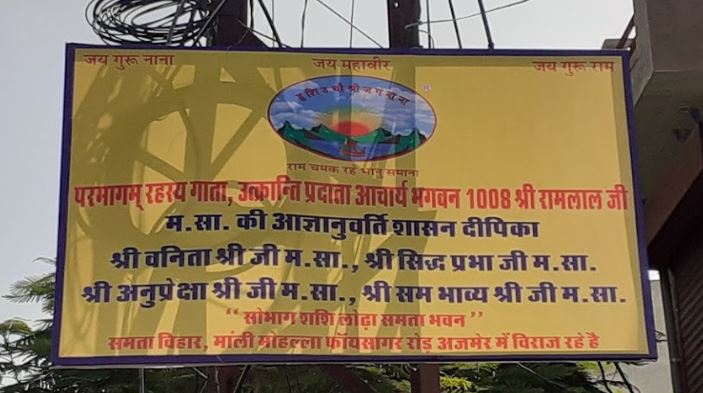 जय गुरू नाना जय महावीर जय गुरू राम
हु शि उ चौ श्री ज ग ना ना
राम चमक रहे भानु समाना
परभागम् रहस्य गाता, उत्क्रान्ति प्रदाता आचार्य भगवन 1008 श्री रामलाल जी
म.सा. की आज्ञानुवर्ति शासन दीपिका
श्री वनिता श्री जी म.सा., श्री सिद्ध प्रभा जी म.सा.
श्री अनुप्रेक्षा श्री जी म.सा., श्री सम भाव्य श्री जी म.सा.
“सोभाग शशि लोढ़ा समता भवन”
समता विहार, मांली मोहल्ला फॉयसागर रोड़ अजमेर में विराज रहे है